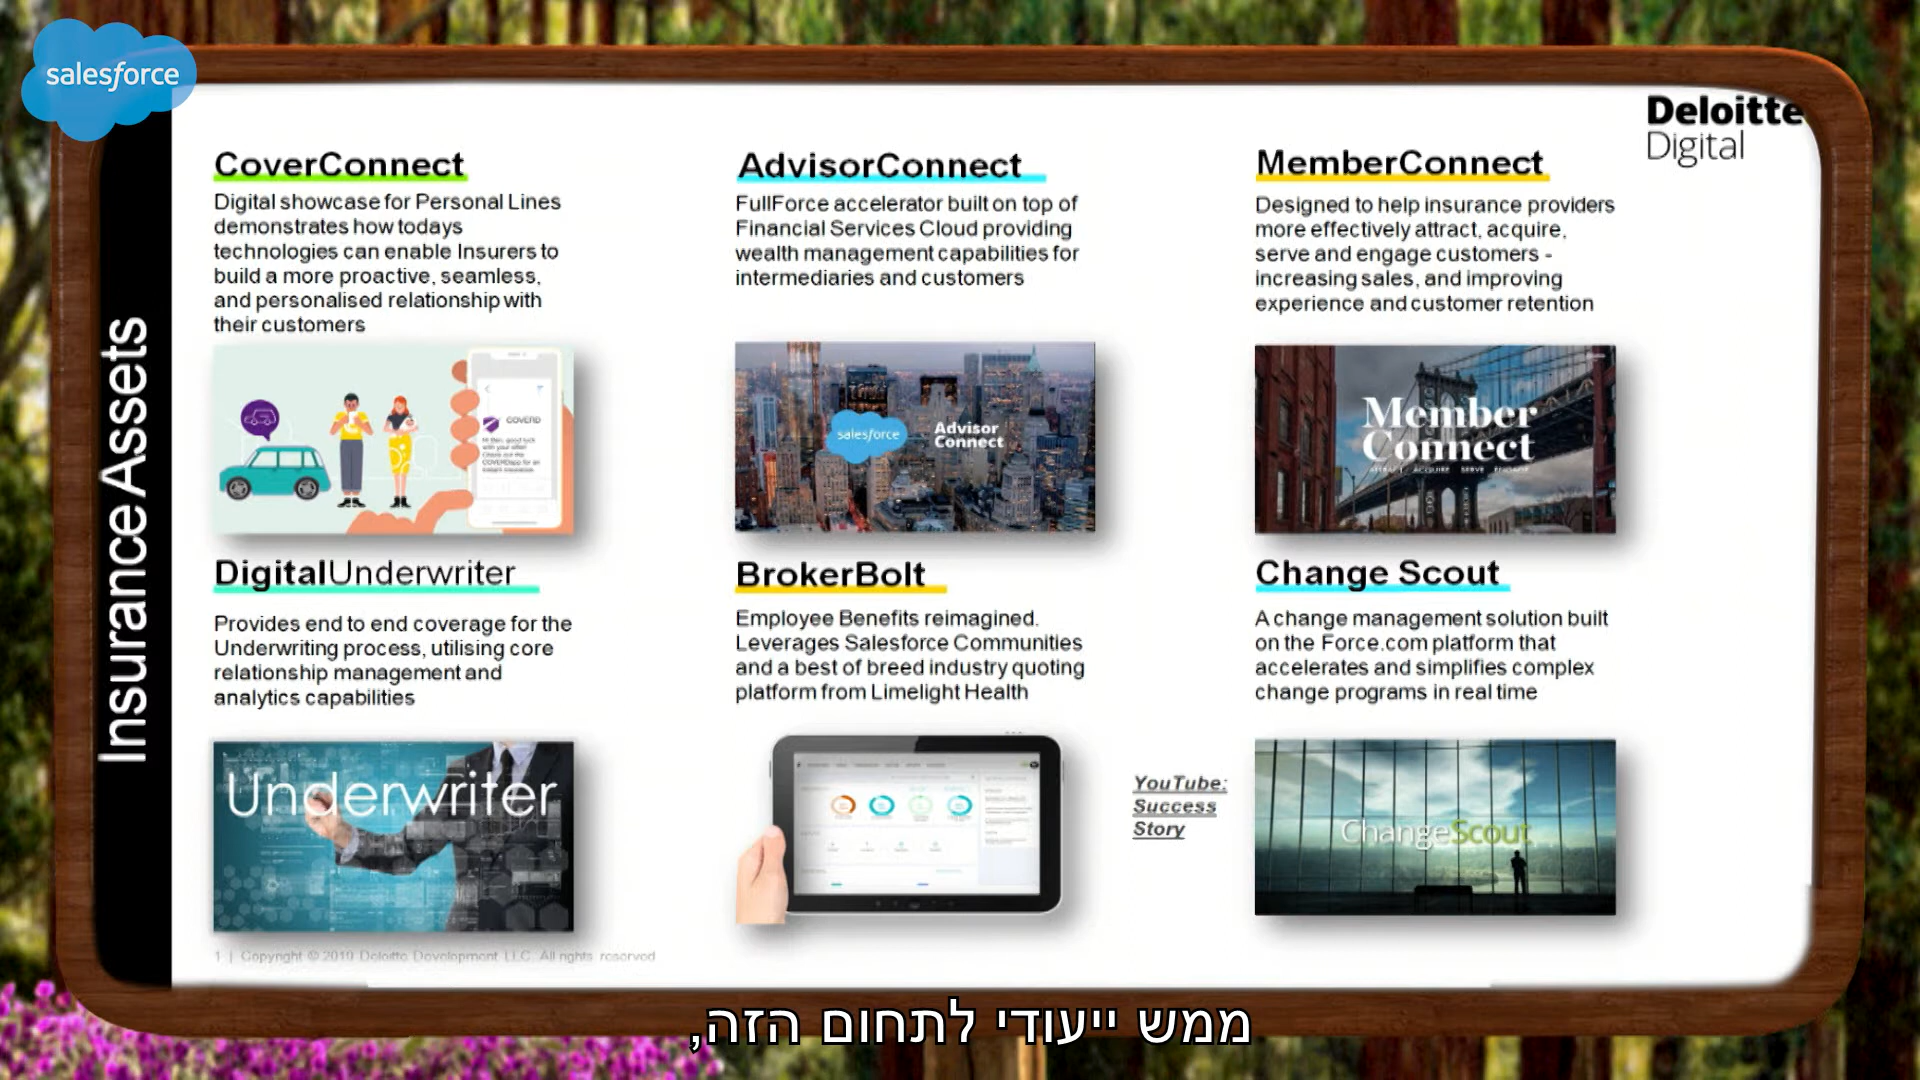 salesforce
Deloitte
Digital
Insurance Assets
CoverConnect
Digital showcase for Personal Lines
demonstrates how todays
technologies can enable Insurers to
build a more proactive, seamless,
and personalised relationship with
their customers
COVERD
AdvisorConnect
FullForce accelerator built on top of
Financial Services Cloud providing
wealth management capabilities for
intermediaries and customers
salesforce
Advisor
Connect
MemberConnect
Designed to help insurance providers
more effectively attract, acquire,
serve and engage customers -
increasing sales, and improving
experience and customer retention
Member
Connect
ATTRACT ACQUIRE SERVE ENGAGE
DigitalUnderwriter
Provides end to end coverage for the
Underwriting process, utilising core
relationship management and
analytics capabilities
Underwriter
BrokerBolt
Employee Benefits reimagined.
Leverages Salesforce Communities
and a best of breed industry quoting
platform from Limelight Health
YouTube:
Success
Story
Change Scout
A change management solution built
on the Force.com platform that
accelerates and simplifies complex
change programs in real time
ChangeScout
1 | Copyright © 2019 Deloitte Development LLC. All rights reserved
ממש ייעודי לתחום הזה,